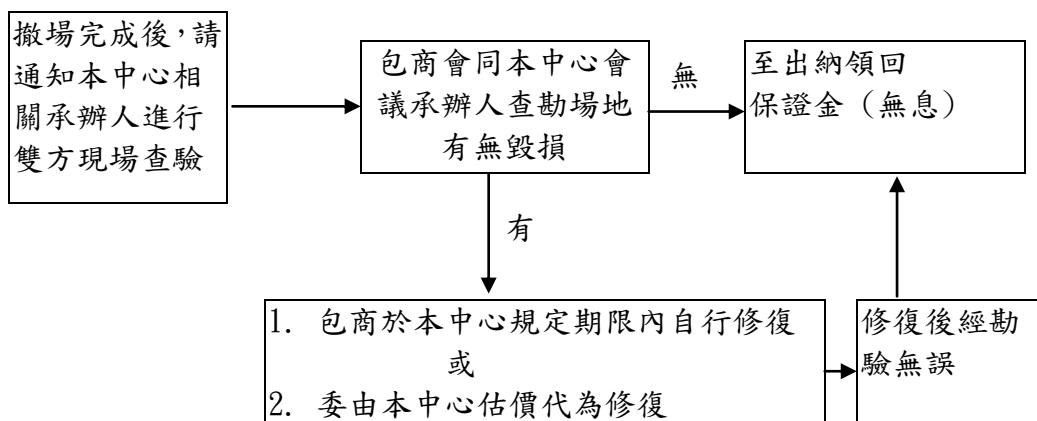 撤場完成後，請
通知本中心相
關承辦人進行
雙方現場查驗
包商會同本中心會
議承辦人查勘場地
有無毀損
無
至出納領回
保證金（無息）
有
1. 包商於本中心規定期限內自行修復
或
2. 委由本中心估價代為修復
修復後經勘
驗無誤